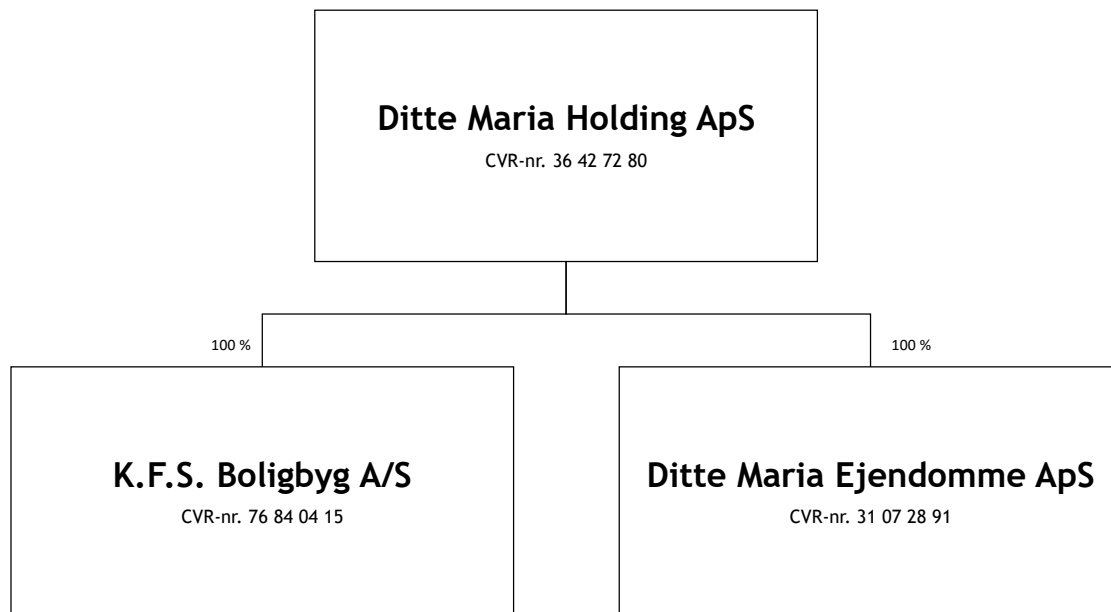 Ditte Maria Holding ApS
CVR-nr. 36 42 72 80
100 %
100 %
K.F.S. Boligbyg A/S
CVR-nr. 76 84 04 15
Ditte Maria Ejendomme ApS
CVR-nr. 31 07 28 91